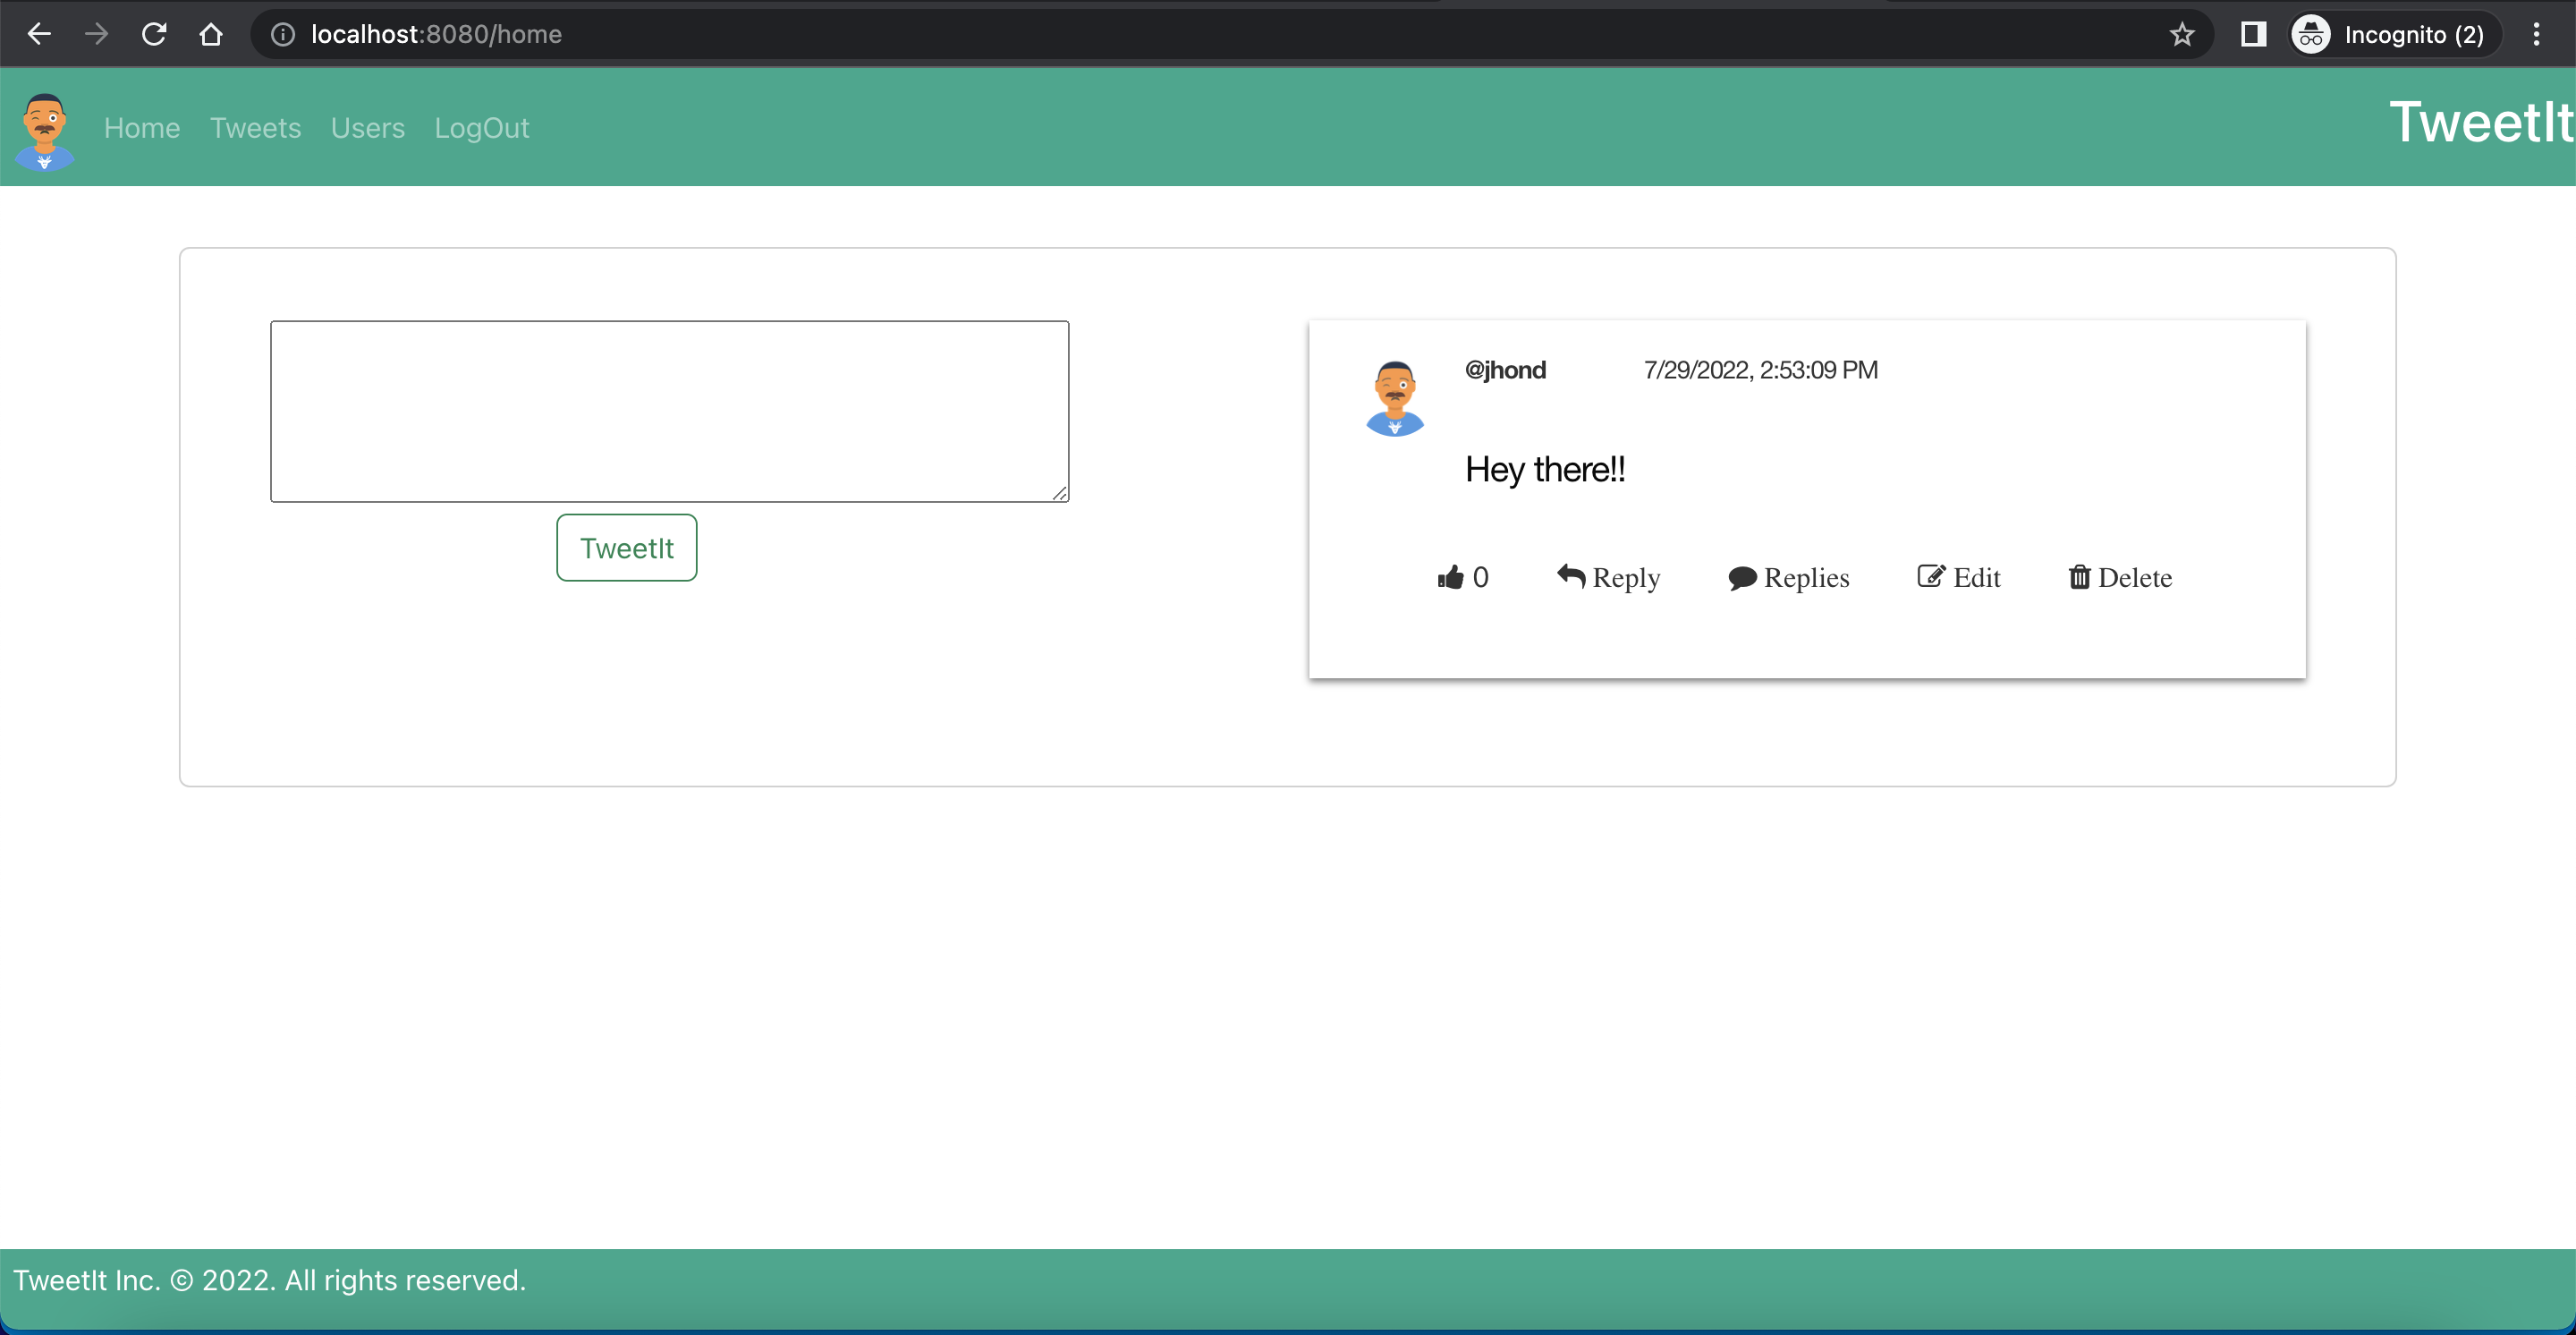 localhost:8080/home
Incognito (2)
Home Tweets Users LogOut
TweetIt
TweetIt
@jhond 7/29/2022, 2:53:09 PM
Hey there!!
0 Reply Replies Edit Delete
TweetIt Inc. © 2022. All rights reserved.